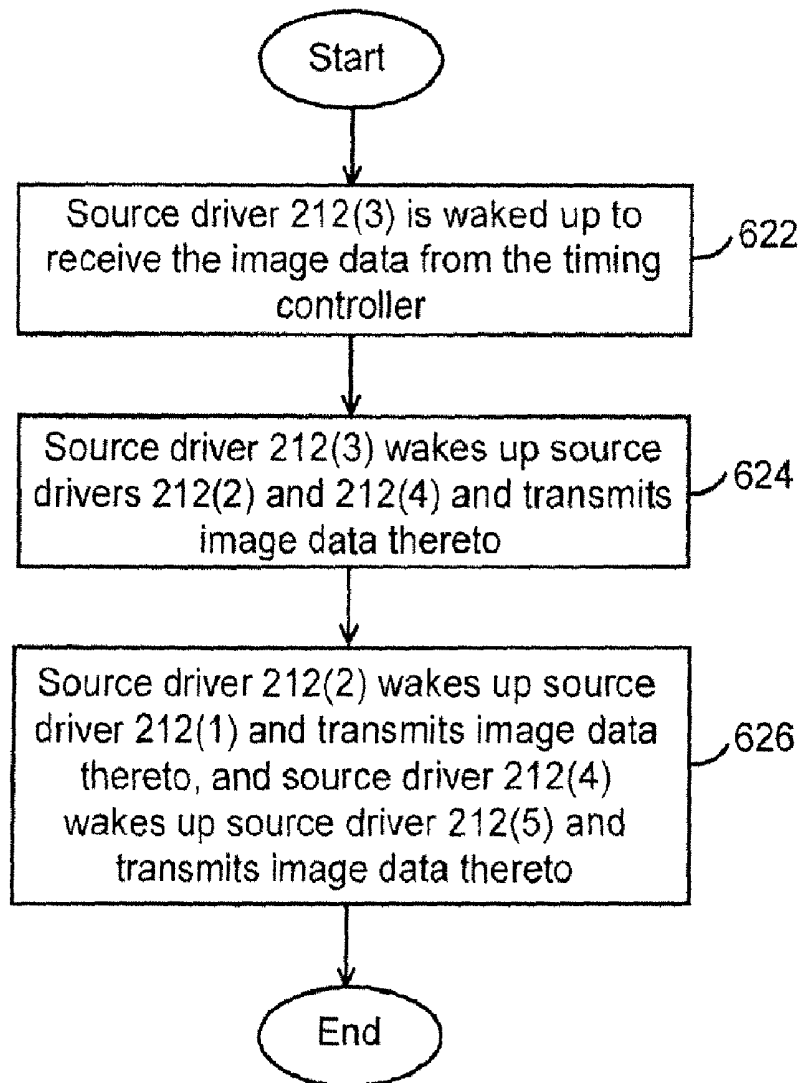 Start
Source driver 212(3) is waked up to
receive the image data from the timing
controller
622
Source driver 212(3) wakes up source
drivers 212(2) and 212(4) and transmits
image data thereto
624
Source driver 212(2) wakes up source
driver 212(1) and transmits image data
thereto, and source driver 212(4)
wakes up source driver 212(5) and
transmits image data thereto
626
End